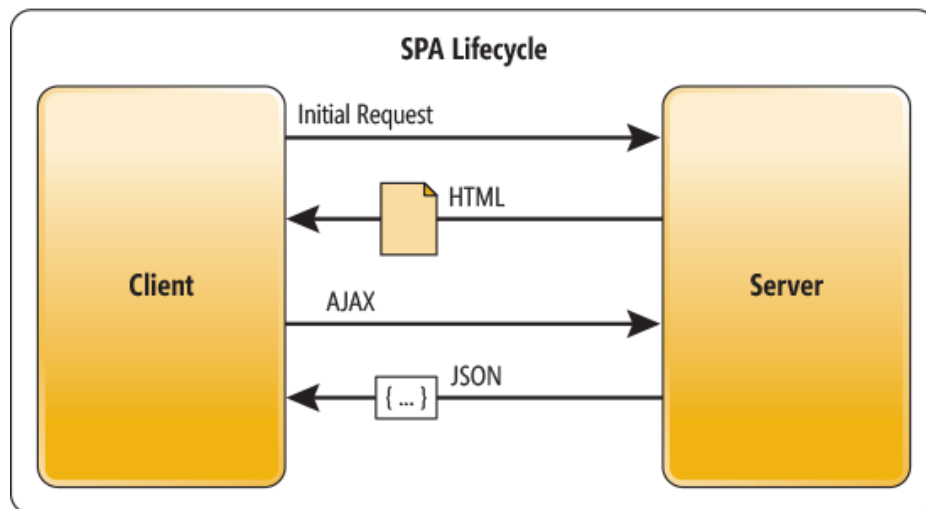 SPA Lifecycle
Initial Request
HTML
Client
Server
AJAX
JSON
{ ... }